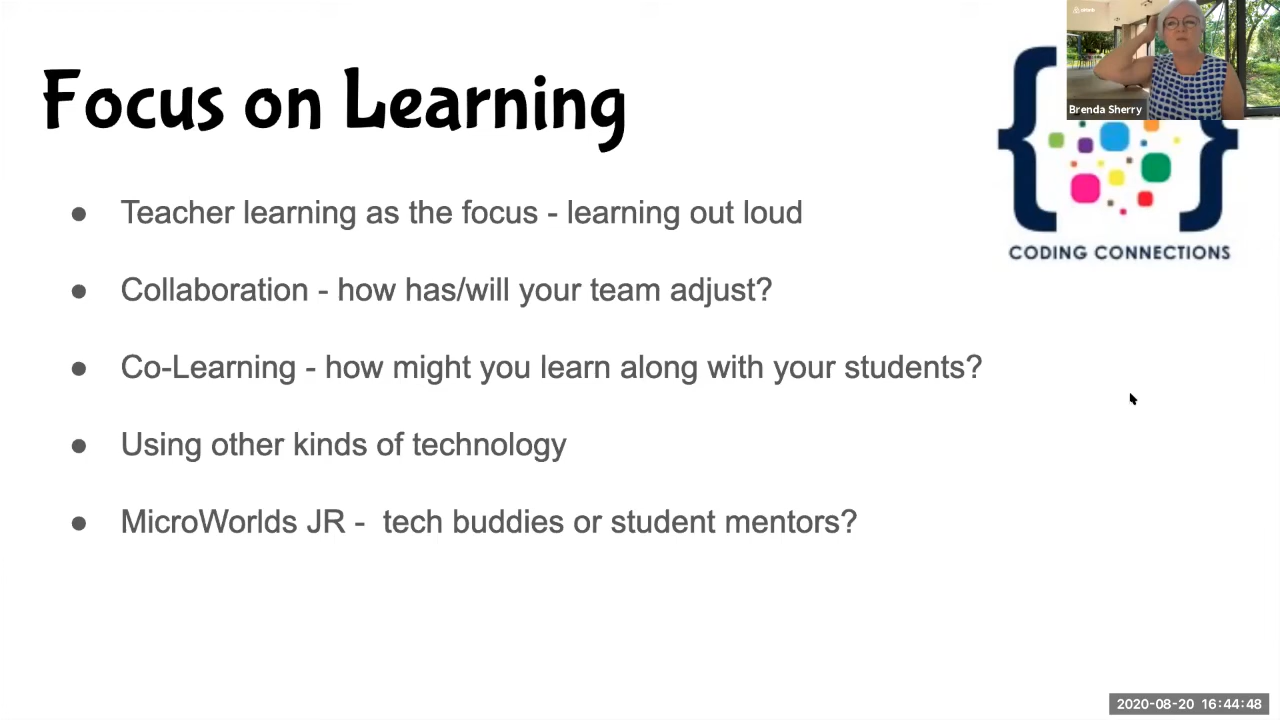 Focus on Learning
● Teacher learning as the focus - learning out loud
● Collaboration - how has/will your team adjust?
● Co-Learning - how might you learn along with your students?
● Using other kinds of technology
● MicroWorlds JR - tech buddies or student mentors?
Brenda Sherry
CODING CONNECTIONS
2020-08-20 16:44:48